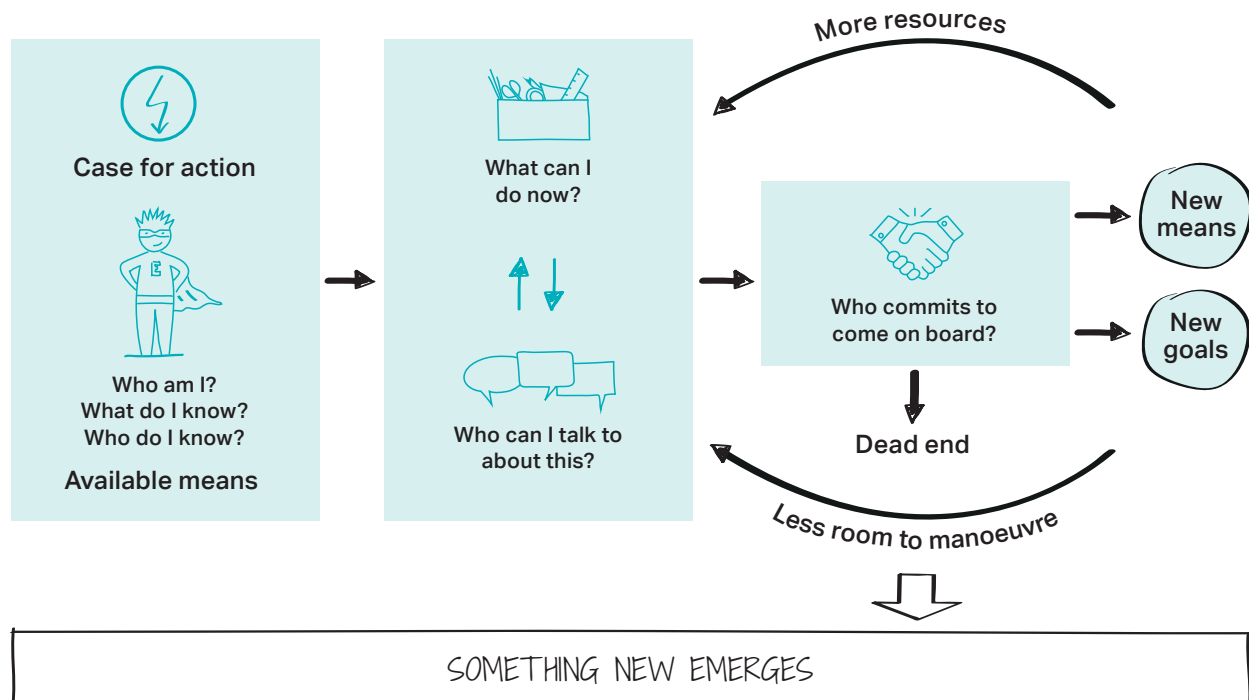 Case for action
E
Who am I?
What do I know?
Who do I know?
Available means
What can I
do now?
Who can I talk to
about this?
More resources
Who commits to
come on board?
Dead end
New
means
New
goals
Less room to manoeuvre
SOMETHING NEW EMERGES